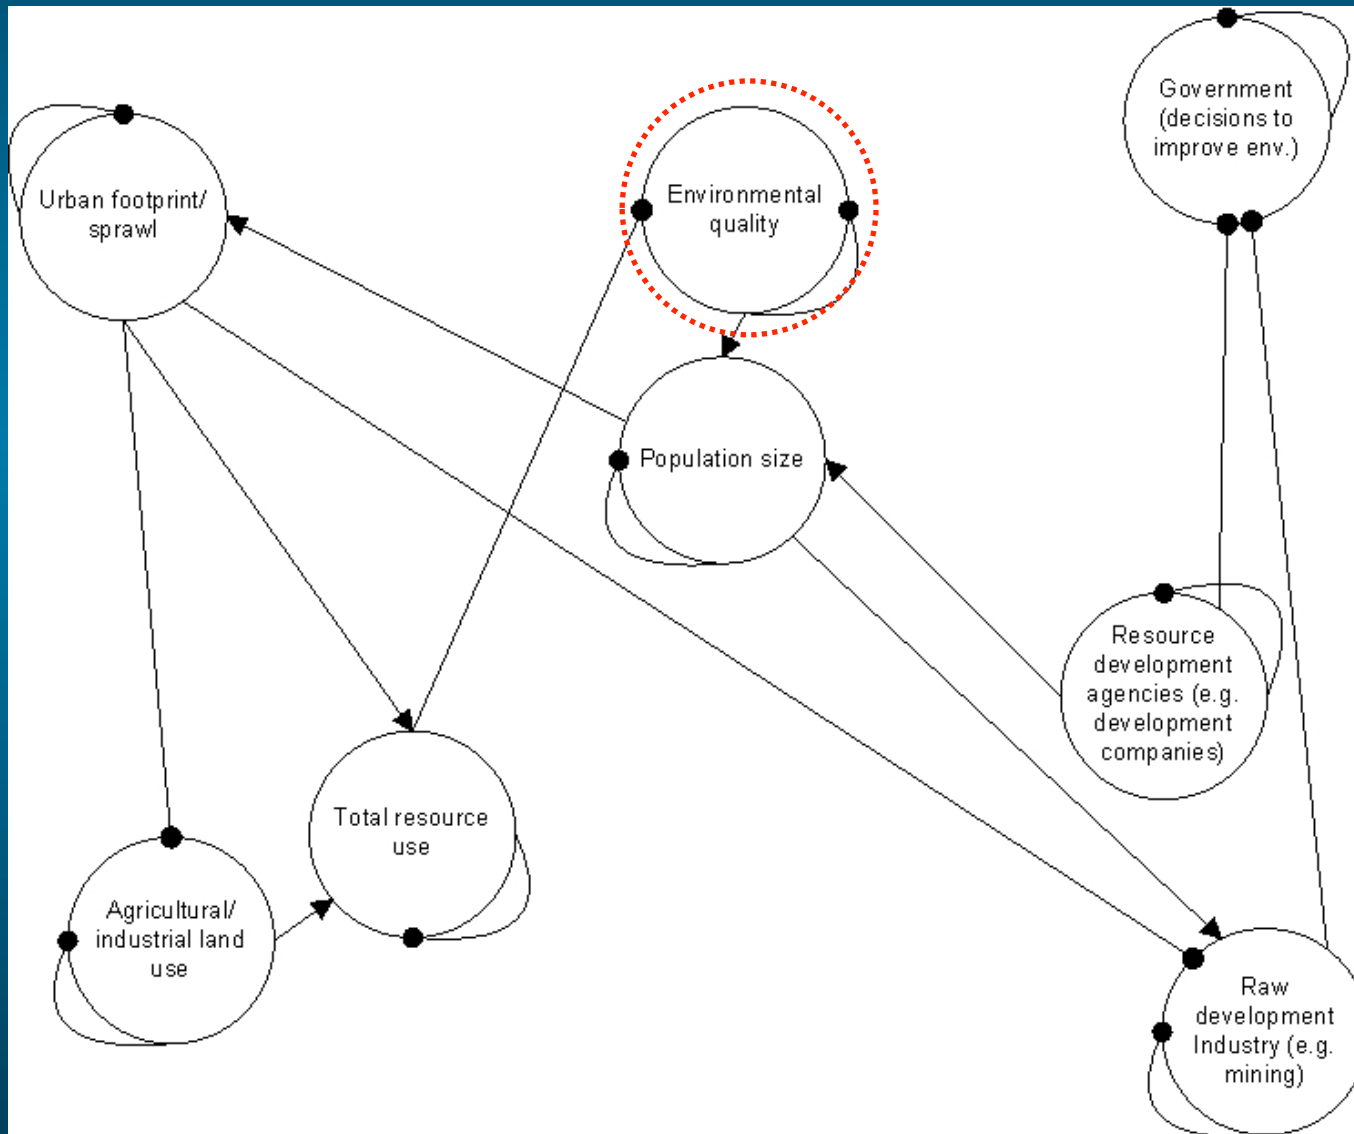 Government
(decisions to
improve env.)
Urban footprint/
sprawl
Environmental
quality
Population size
Resource
development
agencies (e.g.
development
companies)
Total resource
use
Agricultural/
industrial land
use
Raw
development
Industry (e.g.
mining)